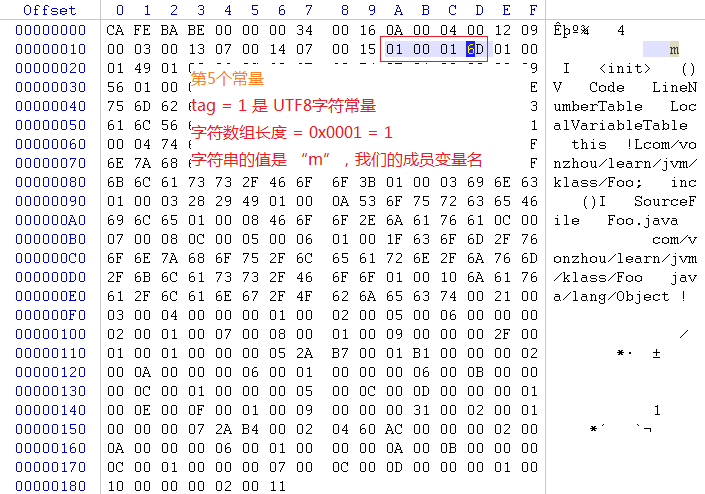 Offset 0 1 2 3 4 5 6 7 8 9 A B C D E F
00000000 CA FE BA BE 00 00 00 34 00 16 0A 00 04 00 12 09 Êþº¾ 4
00000010 00 03 00 13 07 00 14 07 00 15 01 00 01 6D 01 00 m
00000020 01 49 01 00 I <init> ()
00000030 56 01 00 0 E V Code LineN
00000040 75 6D 62 6 3 umberTable Loc
00000050 61 6C 56 6 1 alVariableTable
00000060 00 04 74 6 F this !Lcom/vo
00000070 6E 7A 68 6 F nzhou/learn/jvm
第5个常量
tag = 1 是 UTF8字符常量
字符数组长度 = 0x0001 = 1
字符串的值是 “m”，我们的成员变量名
00000080 6B 6C 61 73 73 2F 46 6F 6F 3B 01 00 03 69 6E 63 klass/Foo; inc
00000090 01 00 03 28 29 49 01 00 0A 53 6F 75 72 63 65 46 ()I SourceF
000000A0 69 6C 65 01 00 08 46 6F 6F 2E 6A 61 76 61 0C 00 ile Foo.java
000000B0 07 00 08 0C 00 05 00 06 01 00 1F 63 6F 6D 2F 76 com/v
000000C0 6F 6E 7A 68 6F 75 2F 6C 65 61 72 6E 2F 6A 76 6D onzhou/learn/jvm
000000D0 2F 6B 6C 61 73 73 2F 46 6F 6F 01 00 10 6A 61 76 /klass/Foo jav
000000E0 61 2F 6C 61 6E 67 2F 4F 62 6A 65 63 74 00 21 00 a/lang/Object !
000000F0 03 00 04 00 00 00 01 00 02 00 05 00 06 00 00 00
00000100 02 00 01 00 07 00 08 00 01 00 09 00 00 00 2F 00 /
00000110 01 00 01 00 00 00 05 2A B7 00 01 B1 00 00 00 02 *· ±
00000120 00 0A 00 00 00 06 00 01 00 00 00 06 00 0B 00 00
00000130 00 0C 00 01 00 00 00 05 00 0C 00 0D 00 00 00 01
00000140 00 0E 00 0F 00 01 00 09 00 00 00 31 00 02 00 01 1
00000150 00 00 00 07 2A B4 00 02 04 60 AC 00 00 00 02 00 *´ `¬
00000160 0A 00 00 00 06 00 01 00 00 00 0A 00 0B 00 00 00
00000170 0C 00 01 00 00 00 07 00 0C 00 0D 00 00 00 01 00
00000180 10 00 00 00 02 00 11